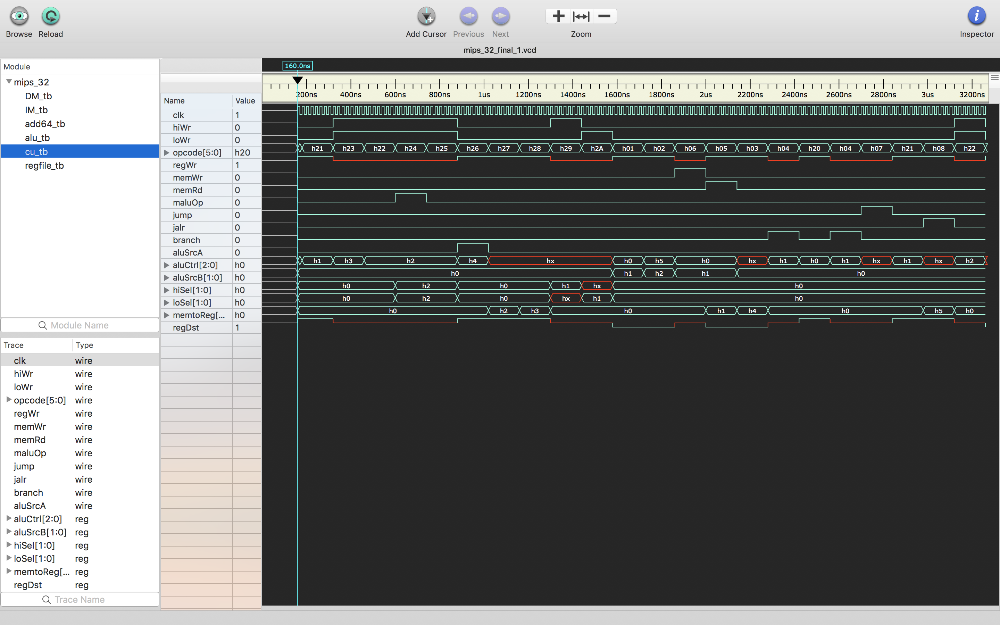 Browse Reload Add Cursor Previous Next Zoom Inspector
mips_32_final_1.vcd
Module
mips_32
DM_tb
IM_tb
add64_tb
alu_tb
cu_tb
regfile_tb
Module Name
Trace Type
clk wire
hiWr wire
loWr wire
opcode[5:0] wire
regWr wire
memWr wire
memRd wire
maluOp wire
jump wire
jalr wire
branch wire
aluSrcA wire
aluCtrl[2:0] reg
aluSrcB[1:0] reg
hiSel[1:0] reg
loSel[1:0] reg
memtoReg[... reg
regDst reg
Trace Name
Name Value
clk 1
hiWr 0
loWr 0
opcode[5:0] h20
regWr 1
memWr 0
memRd 0
maluOp 0
jump 0
jalr 0
branch 0
aluSrcA 0
aluCtrl[2:0] h0
aluSrcB[1:0] h0
hiSel[1:0] h0
loSel[1:0] h0
memtoReg[... h0
regDst 1
160.0ns
200ns 400ns 600ns 800ns 1us 1200ns 1400ns 1600ns 1800ns 2us 2200ns 2400ns 2600ns 2800ns 3us 3200ns
h21 h23 h22 h24 h25 h26 h27 h28 h29 h2A h01 h02 h06 h05 h03 h04 h20 h04 h07 h21 h08 h22
h1 h3 h2 h4 hx h0 h5 h0 hx h1 h0 h1 hx h1 hx h2
h0 h1 h2 h1 h0
h0 h2 h0 h1 hx h0
h0 h2 h0 hx h1 h0
h0 h2 h3 h0 h1 h4 h0 h5 h0